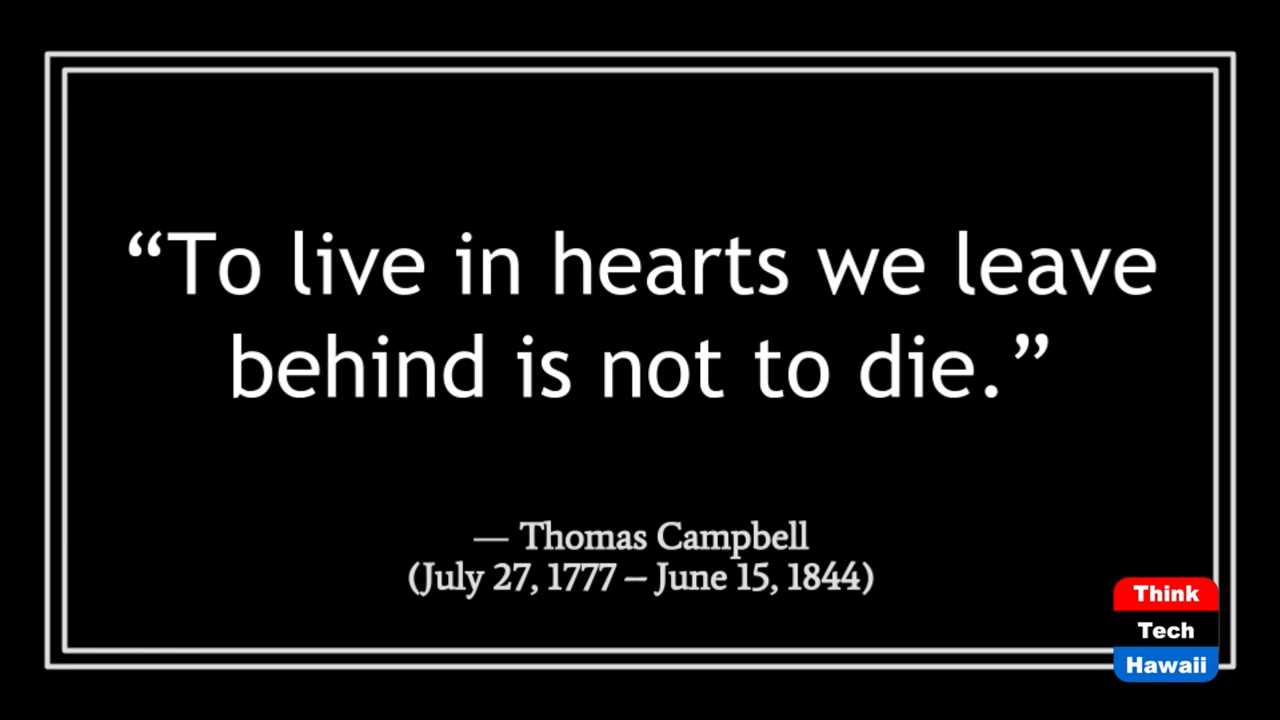 “To live in hearts we leave
behind is not to die.”
— Thomas Campbell
(July 27, 1777 – June 15, 1844)
Think
Tech
Hawaii